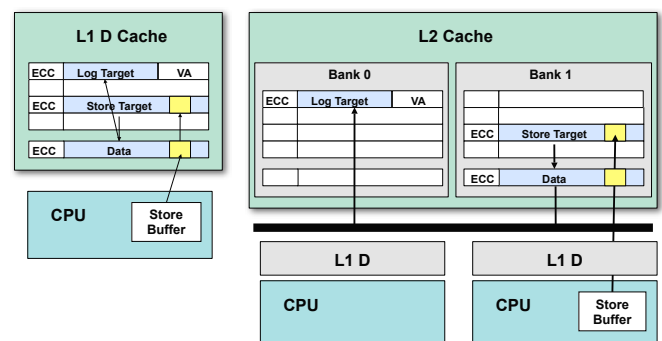 L1 D Cache
ECC Log Target VA
ECC Store Target
ECC Data
CPU
Store
Buffer
L2 Cache
Bank 0
ECC Log Target VA
Bank 1
ECC Store Target
ECC Data
L1 D
CPU
L1 D
CPU
Store
Buffer